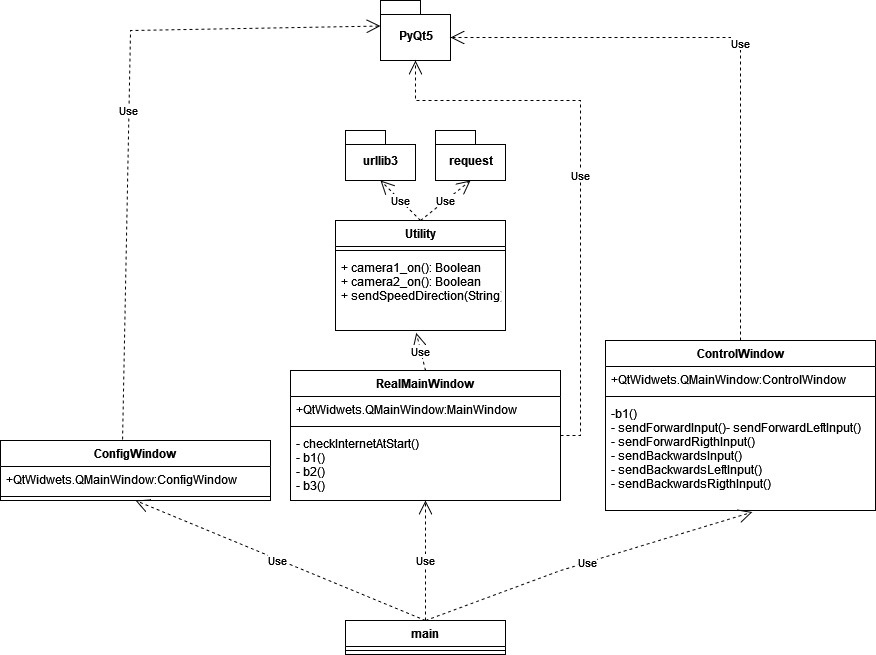 PyQt5
Use
Use
urllib3
request
Use
Use
Use
Utility
+ camera1_on(): Boolean
+ camera2_on(): Boolean
+ sendSpeedDirection(String)
Use
RealMainWindow
+QtWidwets.QMainWindow:MainWindow
- checkInternetAtStart()
- b1()
- b2()
- b3()
ControlWindow
+QtWidwets.QMainWindow:ControlWindow
-b1()
- sendForwardInput()- sendForwardLeftInput()
- sendForwardRigthInput()
- sendBackwardsInput()
- sendBackwardsLeftInput()
- sendBackwardsRigthInput()
ConfigWindow
+QtWidwets.QMainWindow:ConfigWindow
Use
Use
Use
main